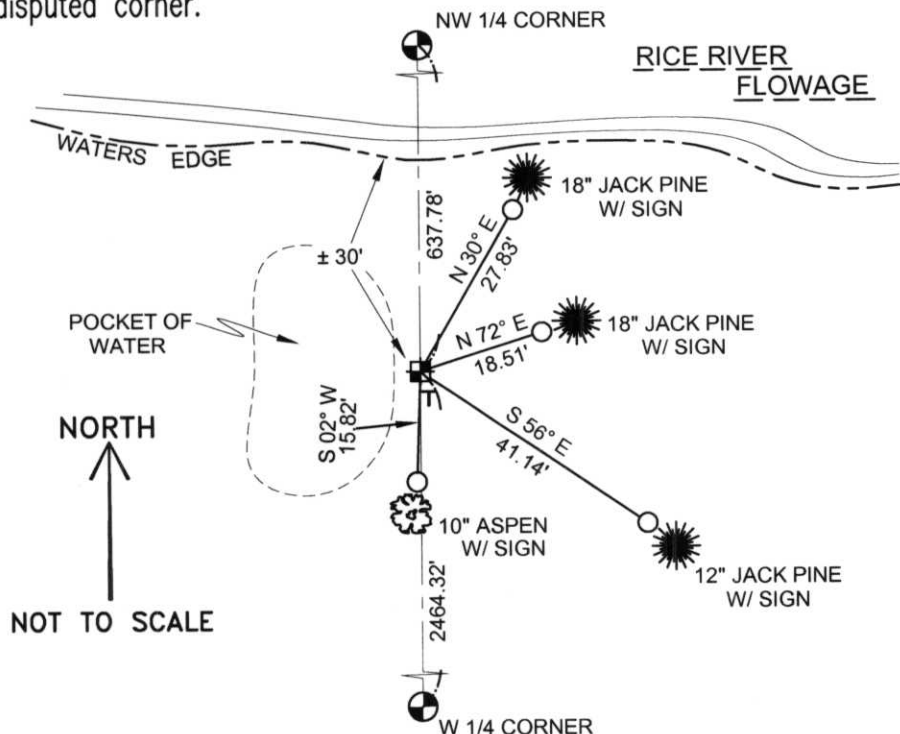 disputed corner.
NW 1/4 CORNER
RICE RIVER
FLOWAGE
WATERS EDGE
18" JACK PINE
W/ SIGN
637.78'
N 30° E
27.83'
± 30'
POCKET OF
WATER
N 72° E
18.51'
18" JACK PINE
W/ SIGN
S 02° W
15.82'
S 56° E
41.14'
NORTH
10" ASPEN
W/ SIGN
12" JACK PINE
W/ SIGN
NOT TO SCALE
2464.32'
W 1/4 CORNER